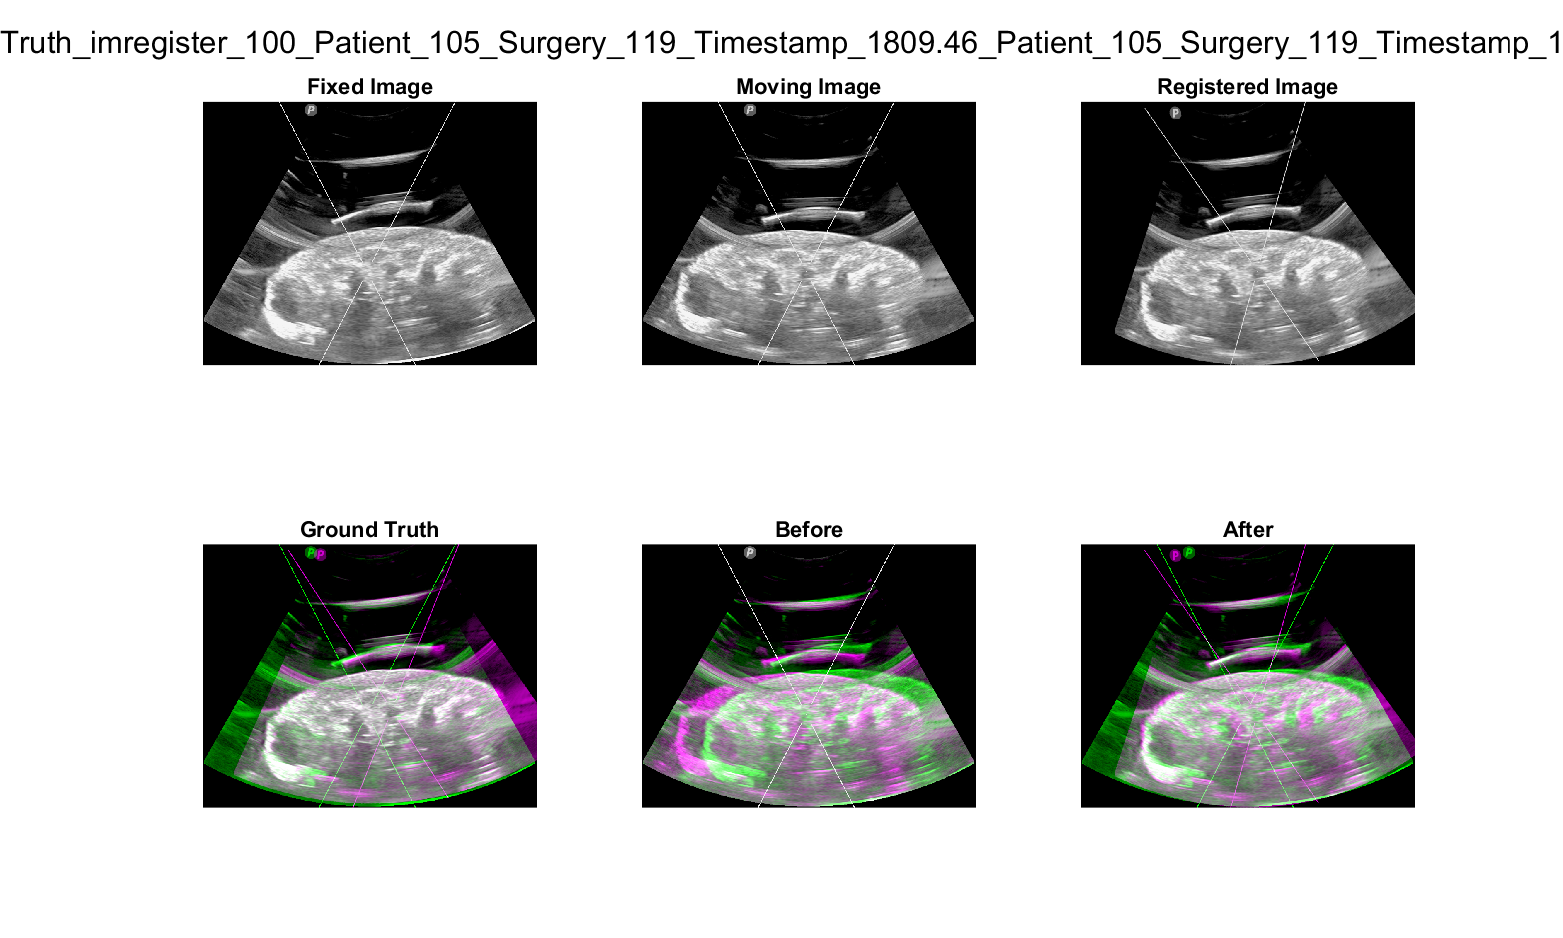 Truth_imregister_100_Patient_105_Surgery_119_Timestamp_1809.46_Patient_105_Surgery_119_Timestamp_1
Fixed Image
Moving Image
Registered Image
P
P
P
Ground Truth
Before
After
P P
P
P P